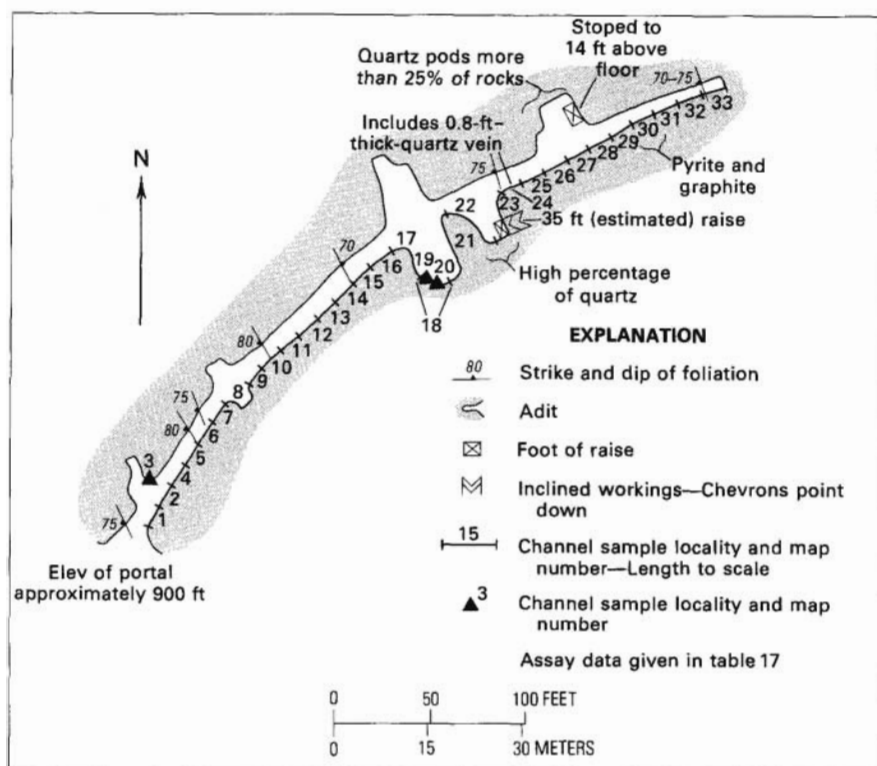 Stoped to
14 ft above
floor
Quartz pods more
than 25% of rocks
70–75
Includes 0.8-ft–
thick-quartz vein
N
75
33
32
31
30
29
28
27
26
25
24
23
22
21
Pyrite and
graphite
35 ft (estimated) raise
High percentage
of quartz
70
17
16
15
14
13
12
11
10
9
8
7
6
5
4
2
1
19
20
18
80
75
80
3
75
Elev of portal
approximately 900 ft
EXPLANATION
80
Strike and dip of foliation
Adit
Foot of raise
Inclined workings—Chevrons point
down
15
Channel sample locality and map
number—Length to scale
3
Channel sample locality and map
number
Assay data given in table 17
0 50 100 FEET
0 15 30 METERS